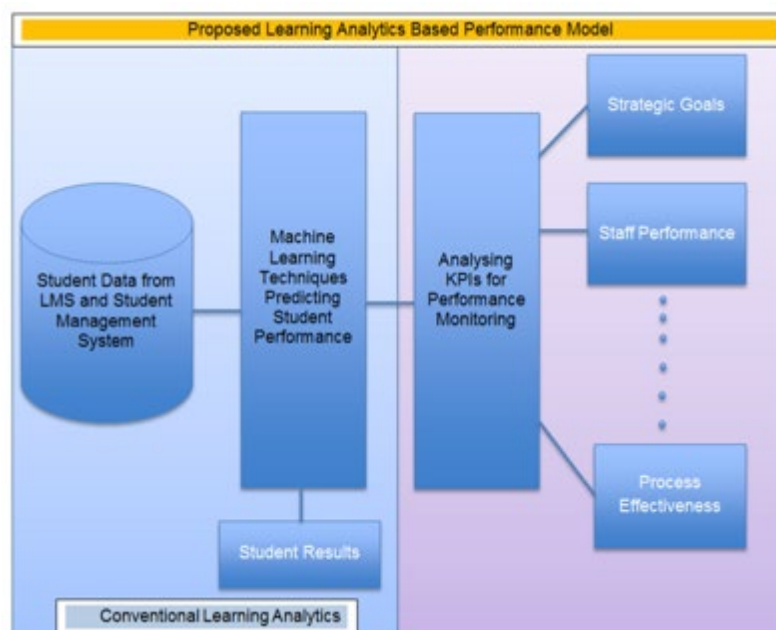 Proposed Learning Analytics Based Performance Model
Student Data from
LMS and Student
Management
System
Machine
Learning
Techniques
Predicting
Student
Performance
Student Results
Conventional Learning Analytics
Analysing
KPIs for
Performance
Monitoring
Strategic Goals
Staff Performance
Process
Effectiveness